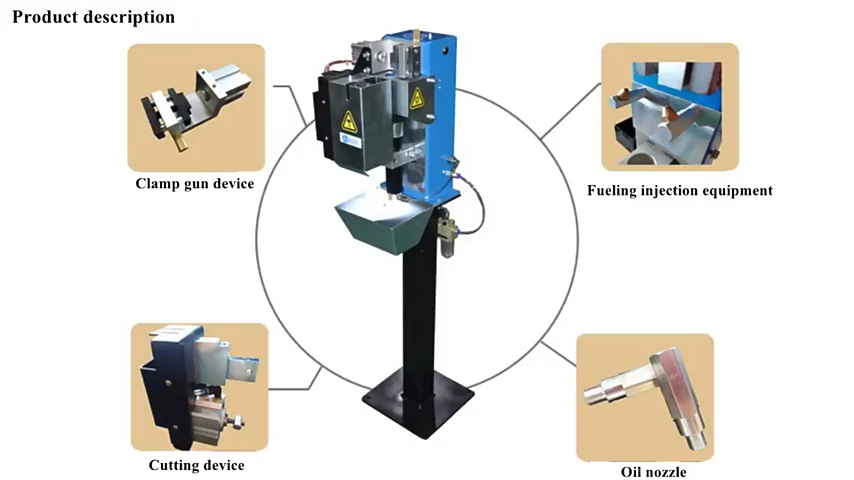 Product description
Clamp gun device
Fueling injection equipment
Cutting device
Oil nozzle